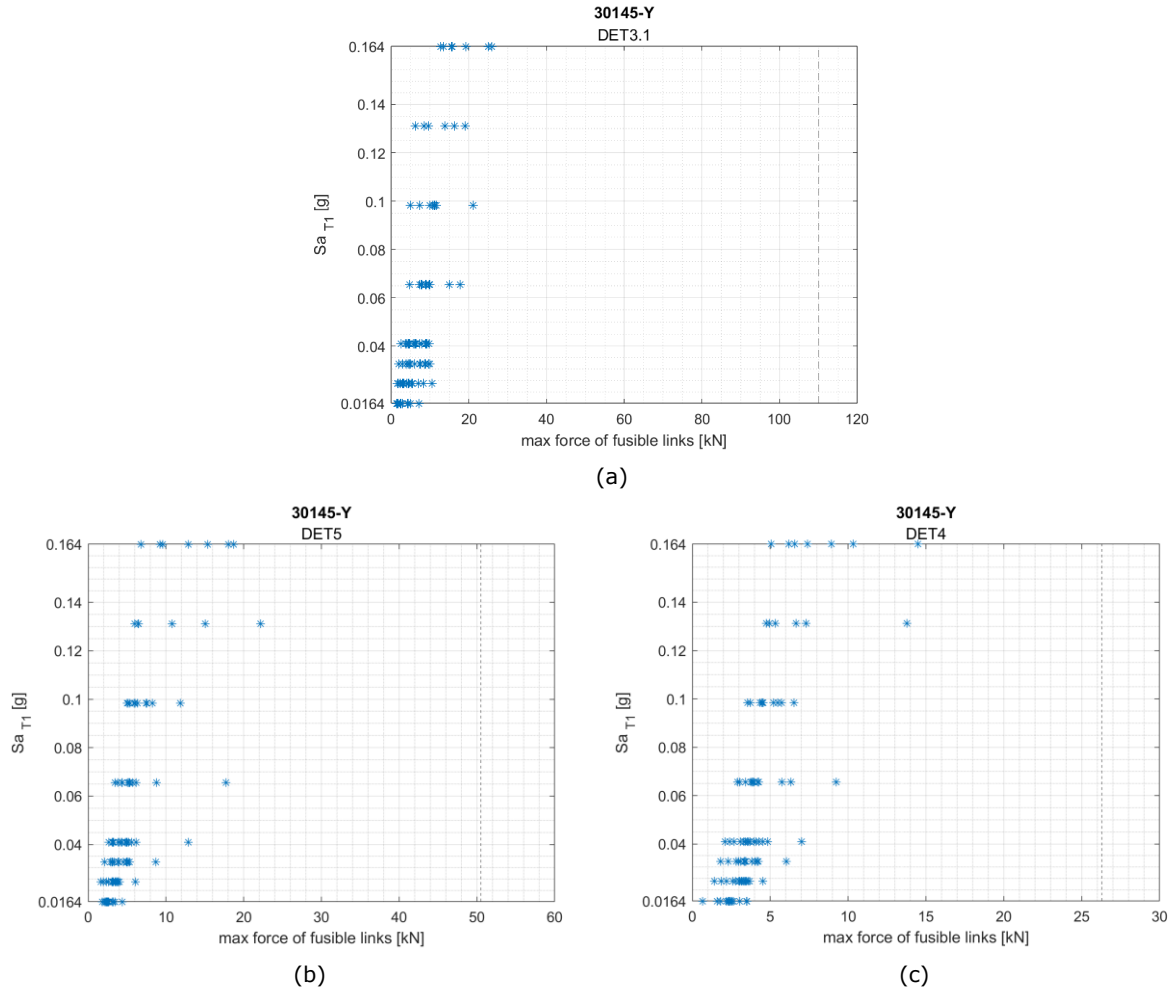 30145-Y
DET3.1
0.164
0.14
0.12
0.1
0.08
0.06
0.04
0.0164
Sa T1 [g]
0 20 40 60 80 100 120
max force of fusible links [kN]
(a)
30145-Y
DET5
0.164
0.14
0.12
0.1
0.08
0.06
0.04
0.0164
Sa T1 [g]
0 10 20 30 40 50 60
max force of fusible links [kN]
(b)
30145-Y
DET4
0.164
0.14
0.12
0.1
0.08
0.06
0.04
0.0164
Sa T1 [g]
0 5 10 15 20 25 30
max force of fusible links [kN]
(c)